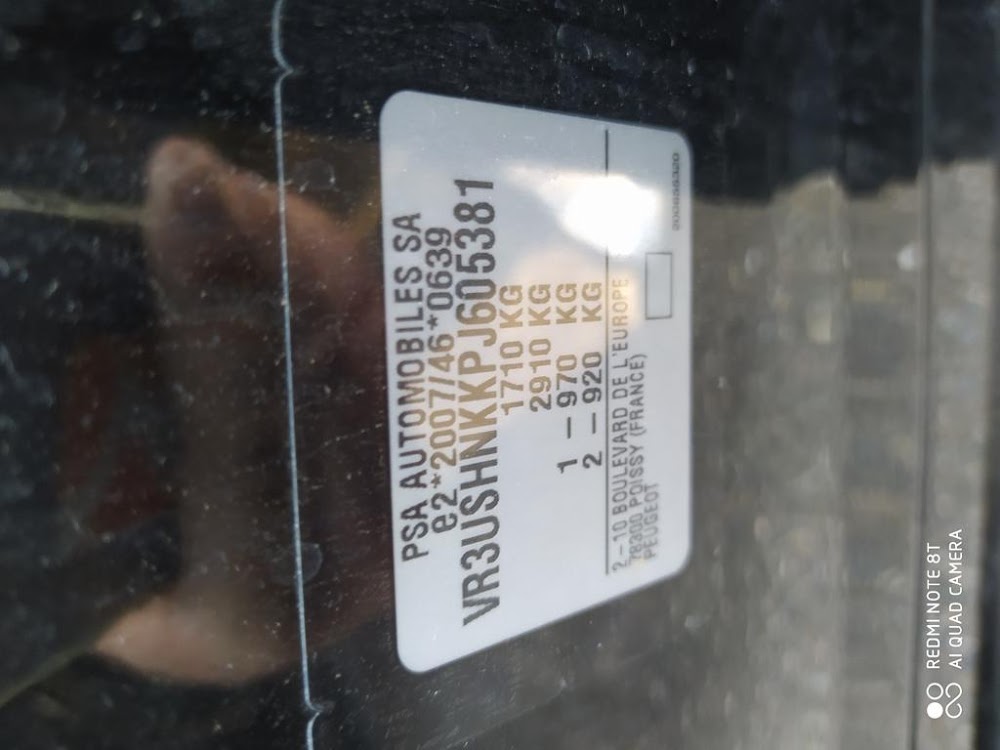 PSA AUTOMOBILES SA
e2*2007/46*0639
VR3USHNKKPJ605381
1710 KG
2910 KG
1 – 970 KG
2 – 920 KG
2–10 BOULEVARD DE L'EUROPE
78300 POISSY (FRANCE)
PEUGEOT
REDMI NOTE 8T
AI QUAD CAMERA